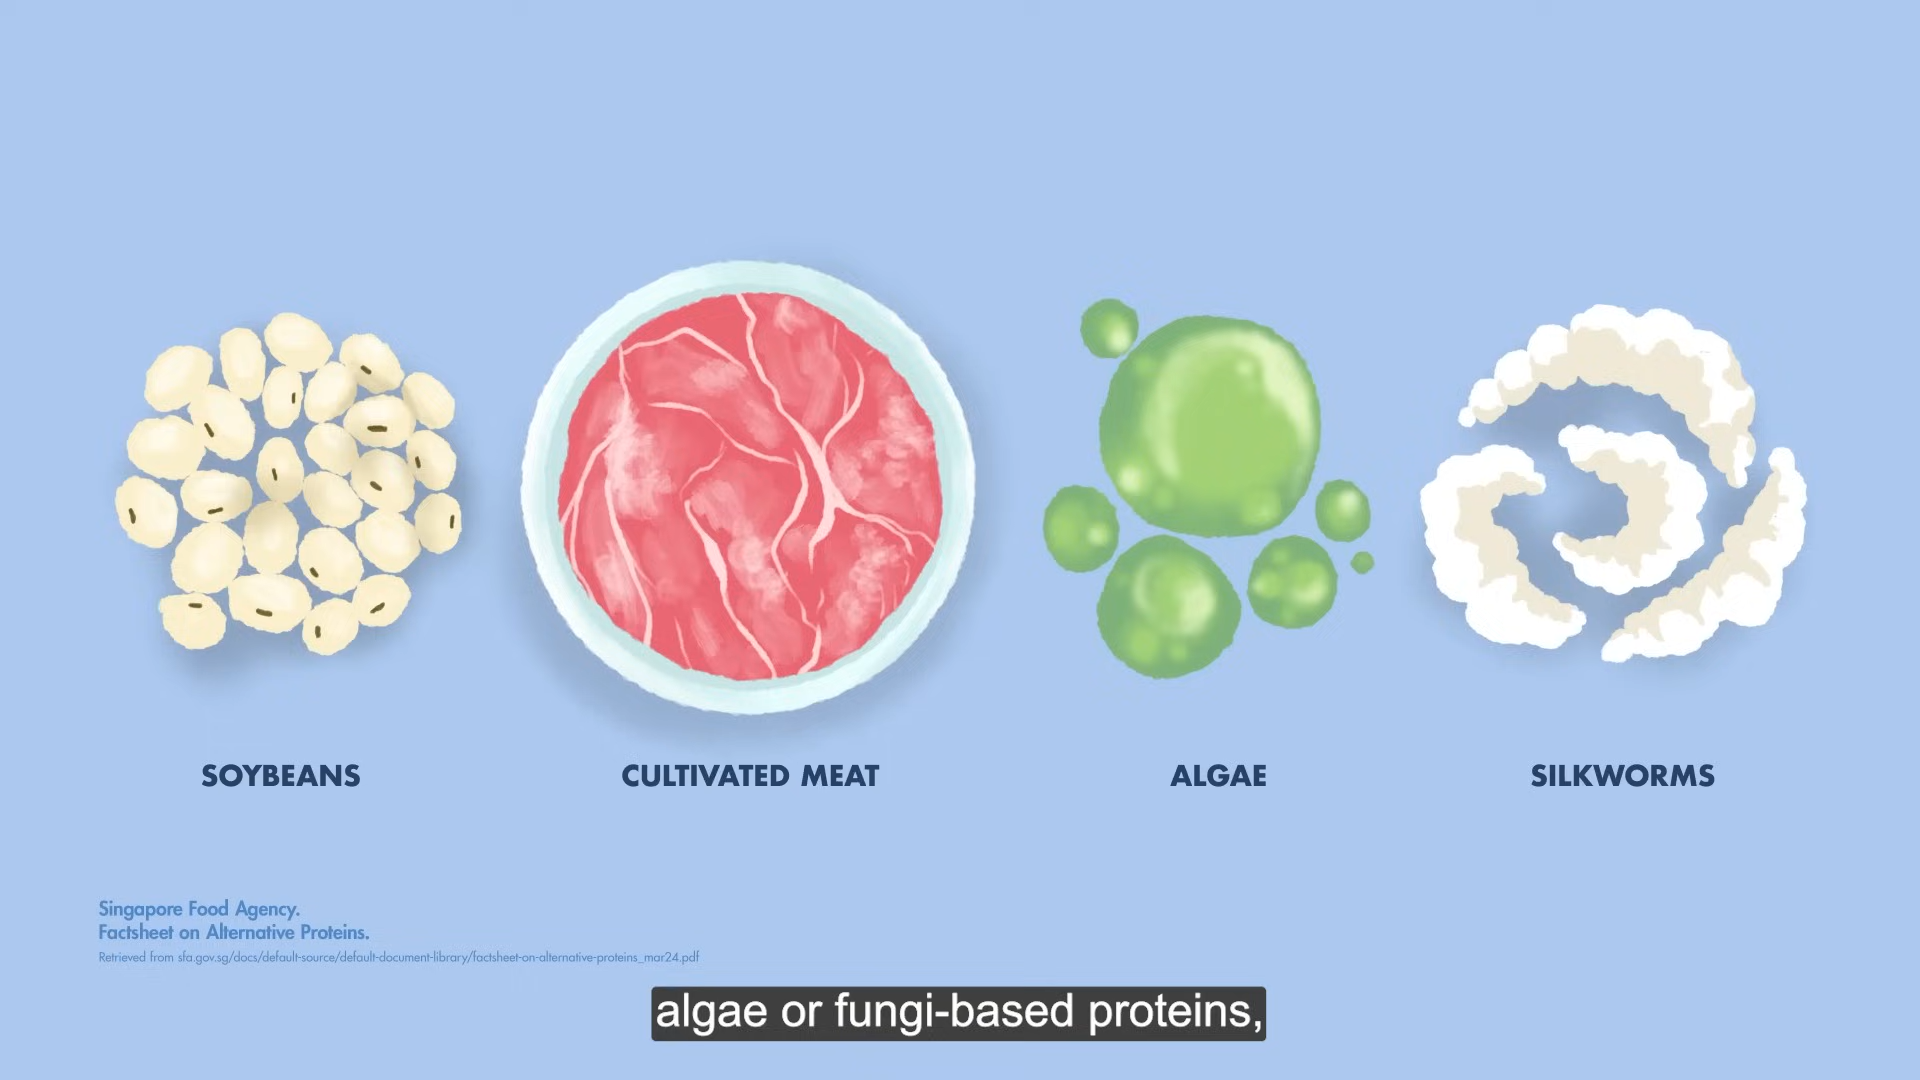 SOYBEANS
CULTIVATED MEAT
ALGAE
SILKWORMS
Singapore Food Agency.
Factsheet on Alternative Proteins.
Retrieved from sfa.gov.sg/docs/default-source/default-document-library/factsheet-on-alternative-proteins_mar24.pdf
algae or fungi-based proteins,